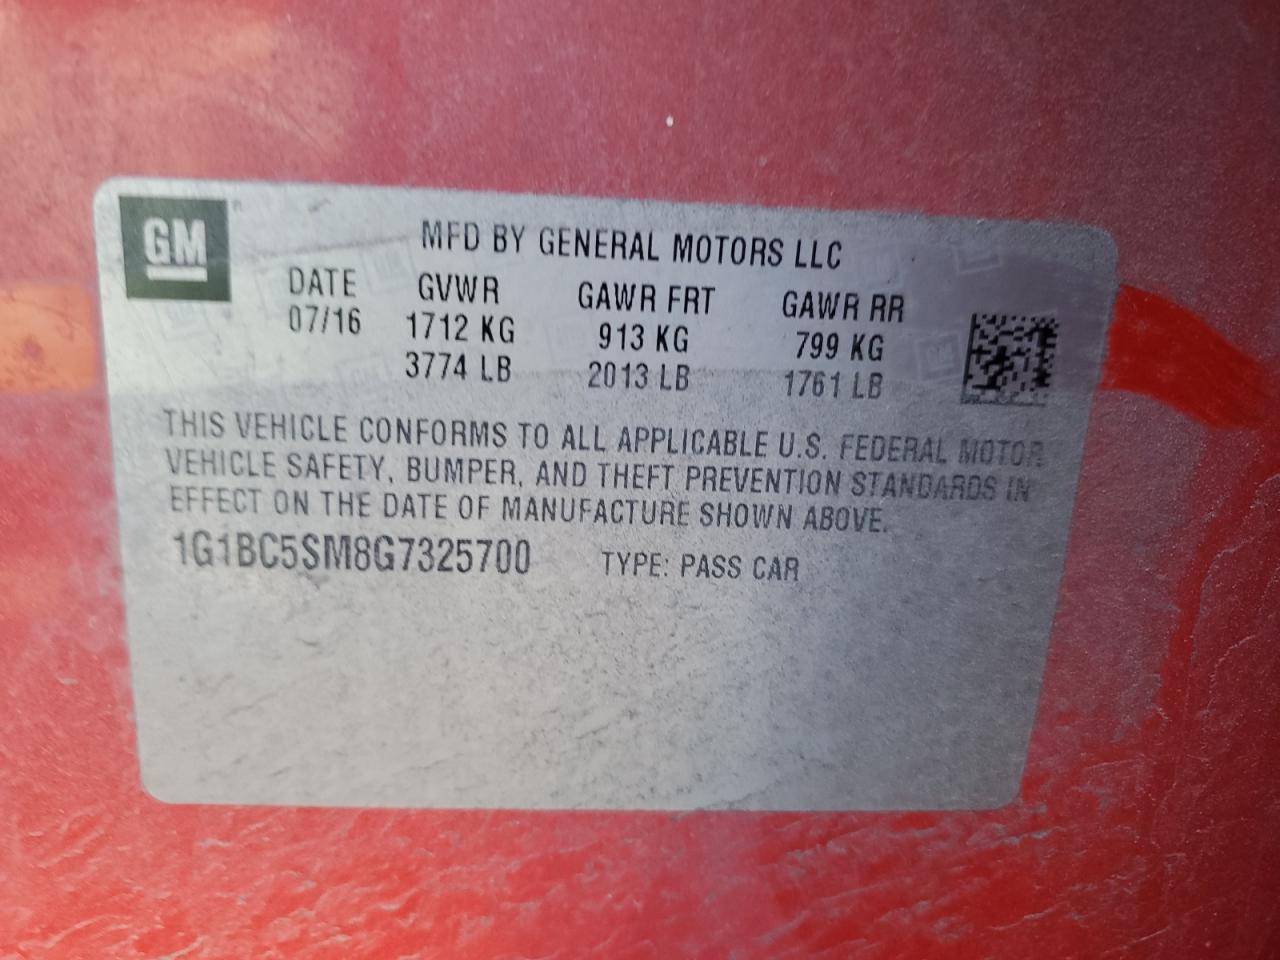 GM
MFD BY GENERAL MOTORS LLC
DATE GVWR GAWR FRT GAWR RR
07/16 1712 KG 913 KG 799 KG
3774 LB 2013 LB 1761 LB
THIS VEHICLE CONFORMS TO ALL APPLICABLE U.S. FEDERAL MOTOR
VEHICLE SAFETY, BUMPER, AND THEFT PREVENTION STANDARDS IN
EFFECT ON THE DATE OF MANUFACTURE SHOWN ABOVE.
1G1BC5SM8G7325700 TYPE: PASS CAR